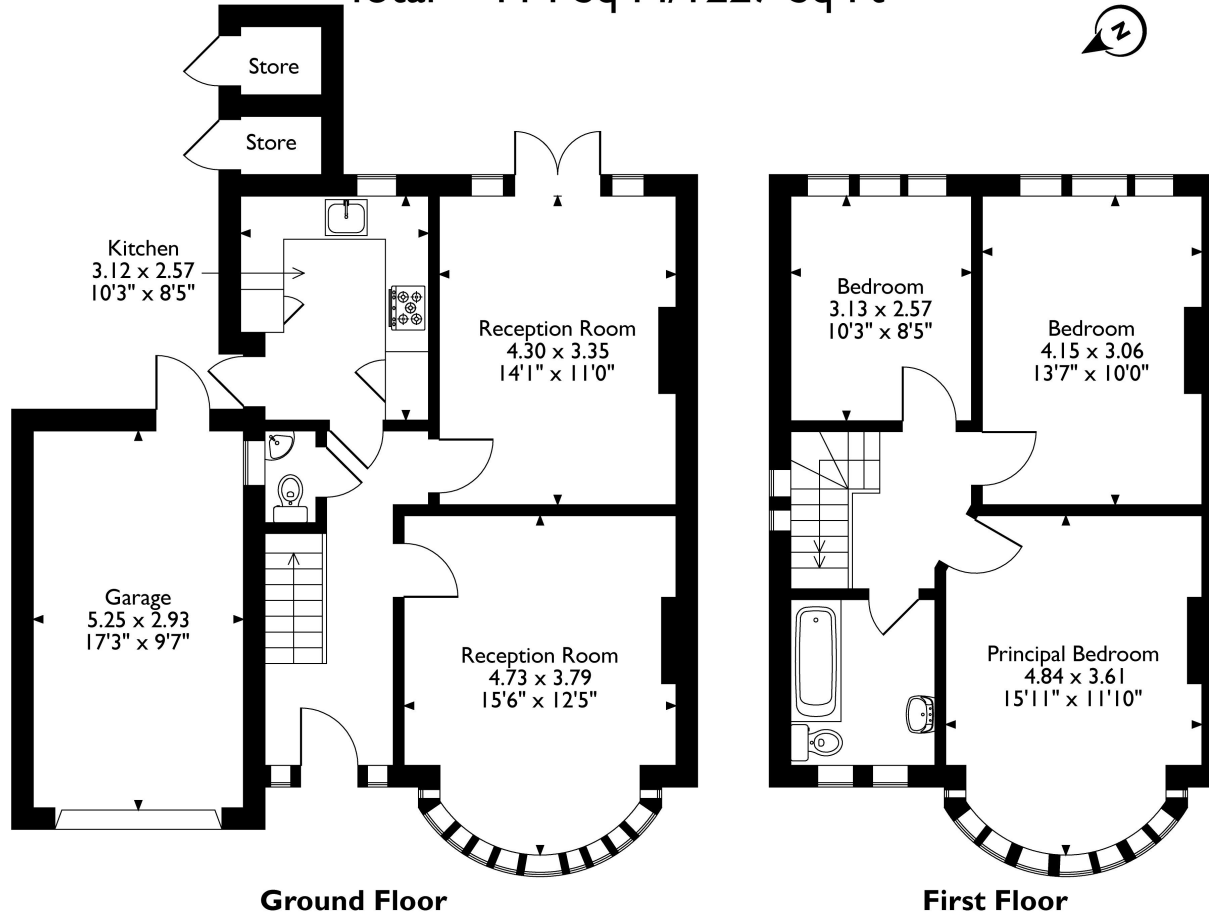 N
Store
Store
Kitchen
3.12 x 2.57
10'3" x 8'5"
Reception Room
4.30 x 3.35
14'1" x 11'0"
Bedroom
3.13 x 2.57
10'3" x 8'5"
Bedroom
4.15 x 3.06
13'7" x 10'0"
Garage
5.25 x 2.93
17'3" x 9'7"
Reception Room
4.73 x 3.79
15'6" x 12'5"
Principal Bedroom
4.84 x 3.61
15'11" x 11'10"
Ground Floor
First Floor